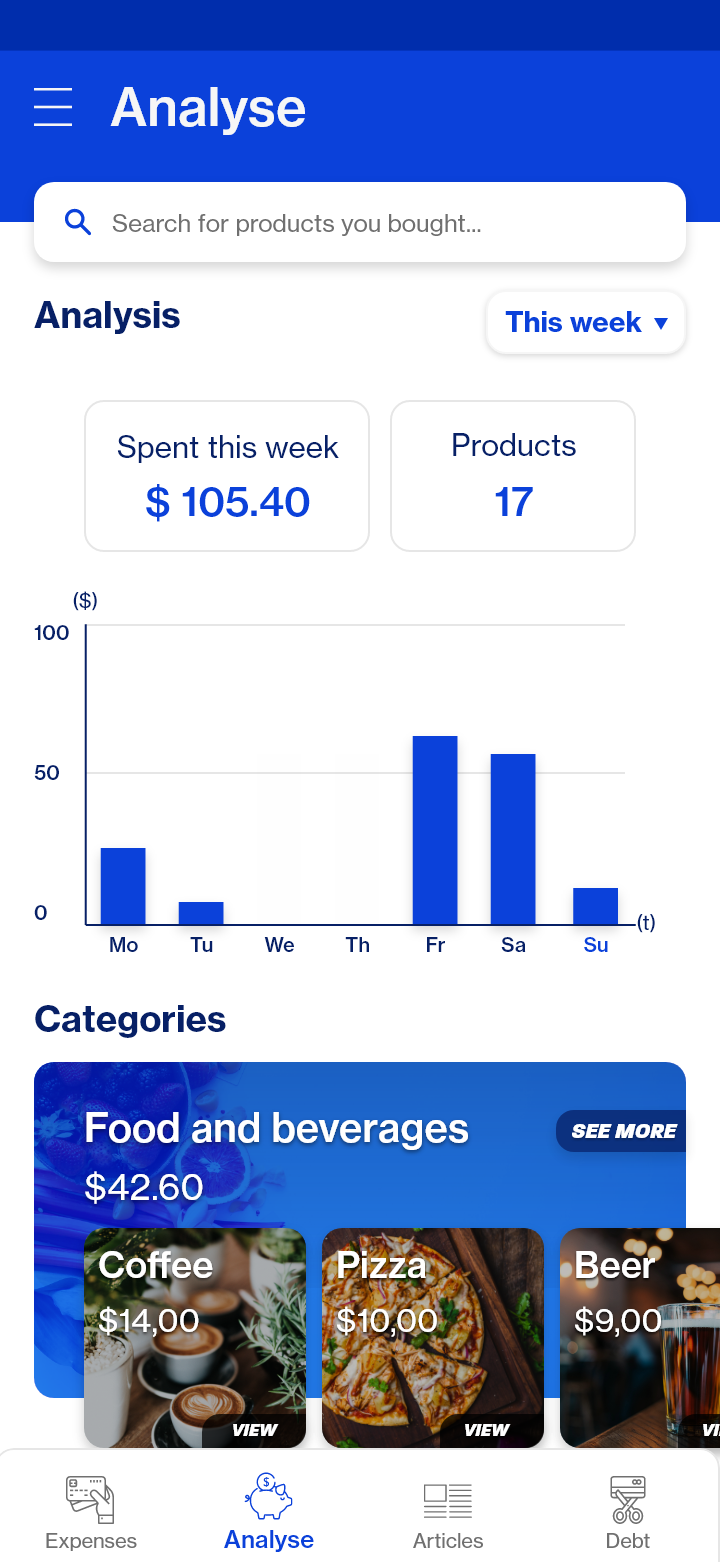 Analyse
Search for products you bought...
Analysis
This week ▼
Spent this week
$ 105.40
Products
17
($)
100
50
0
(t)
Mo Tu We Th Fr Sa Su
Categories
Food and beverages
SEE MORE
$42.60
Coffee
$14,00
VIEW
Pizza
$10,00
VIEW
Beer
$9,00
VI
$
Expenses
Analyse
Articles
Debt